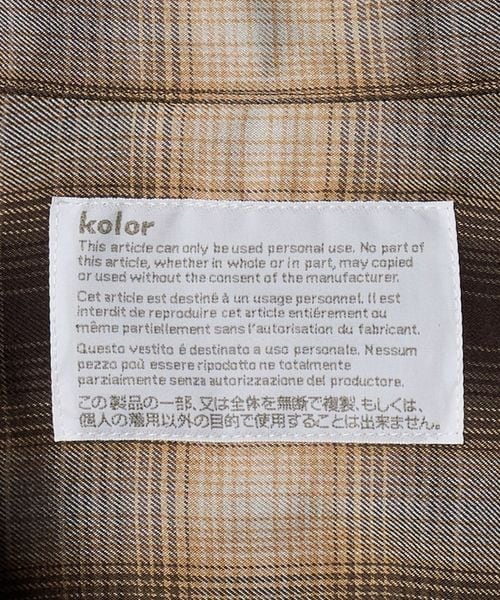 kolor
This article can only be used personal use. No part of
this article, whether in whole or in part, may copied
or used without the consent of the manufacturer.
Cet article est destiné à un usage personnel. Il est
interdit de reproduire cet article entiérement ou
même partiellement sans l'autorisation du fabricant.
Questo vestito é destinato a uso personale. Nessum
pezzo poù essere ripodotto ne totalmente
parziaimente senza autorizzazione del productore.
この製品の一部、又は全体を無断で複製、もしくは、
個人の着用以外の目的で使用することは出来ません。